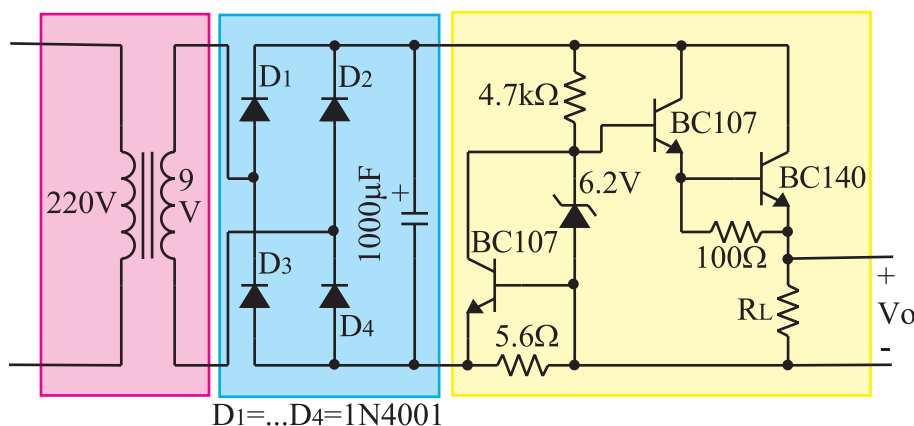 220V
9
V
D1
D2
D3
D4
1000µF
+
4.7kΩ
6.2V
BC107
BC107
BC140
100Ω
5.6Ω
RL
+
Vo
-
D1=...D4=1N4001